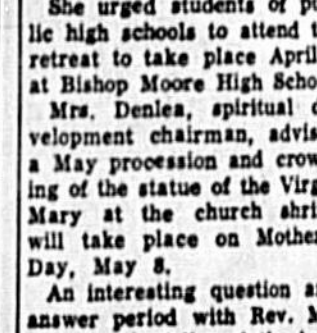 She urged students of pu
lic high schools to attend t
retreat to take place April
at Bishop Moore High Scho
Mrs. Denlea, spiritual d
velopment chairman, advis
a May procession and crow
ing of the statue of the Virg
Mary at the church shri
will take place on Mother
Day, May 8.
An interesting question a
answer period with Rev. M